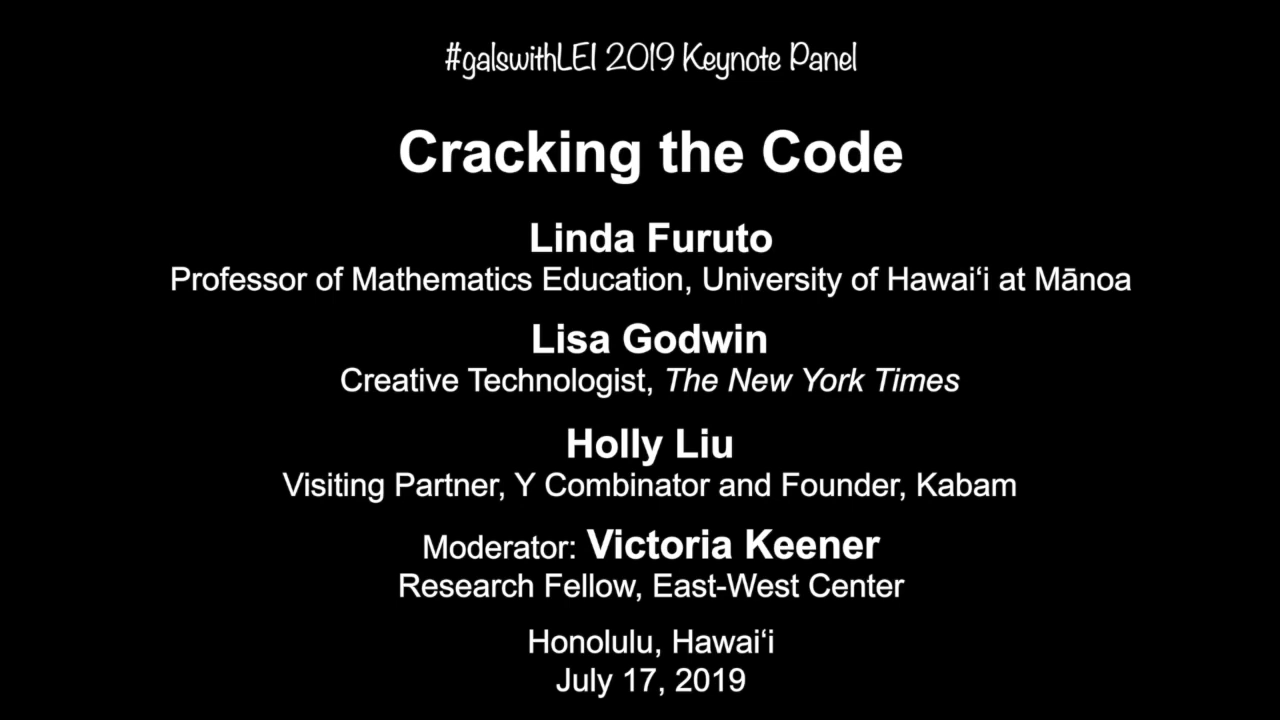 #galswithLEI 2019 Keynote Panel
Cracking the Code
Linda Furuto
Professor of Mathematics Education, University of Hawaiʻi at Mānoa
Lisa Godwin
Creative Technologist, The New York Times
Holly Liu
Visiting Partner, Y Combinator and Founder, Kabam
Moderator: Victoria Keener
Research Fellow, East-West Center
Honolulu, Hawaiʻi
July 17, 2019